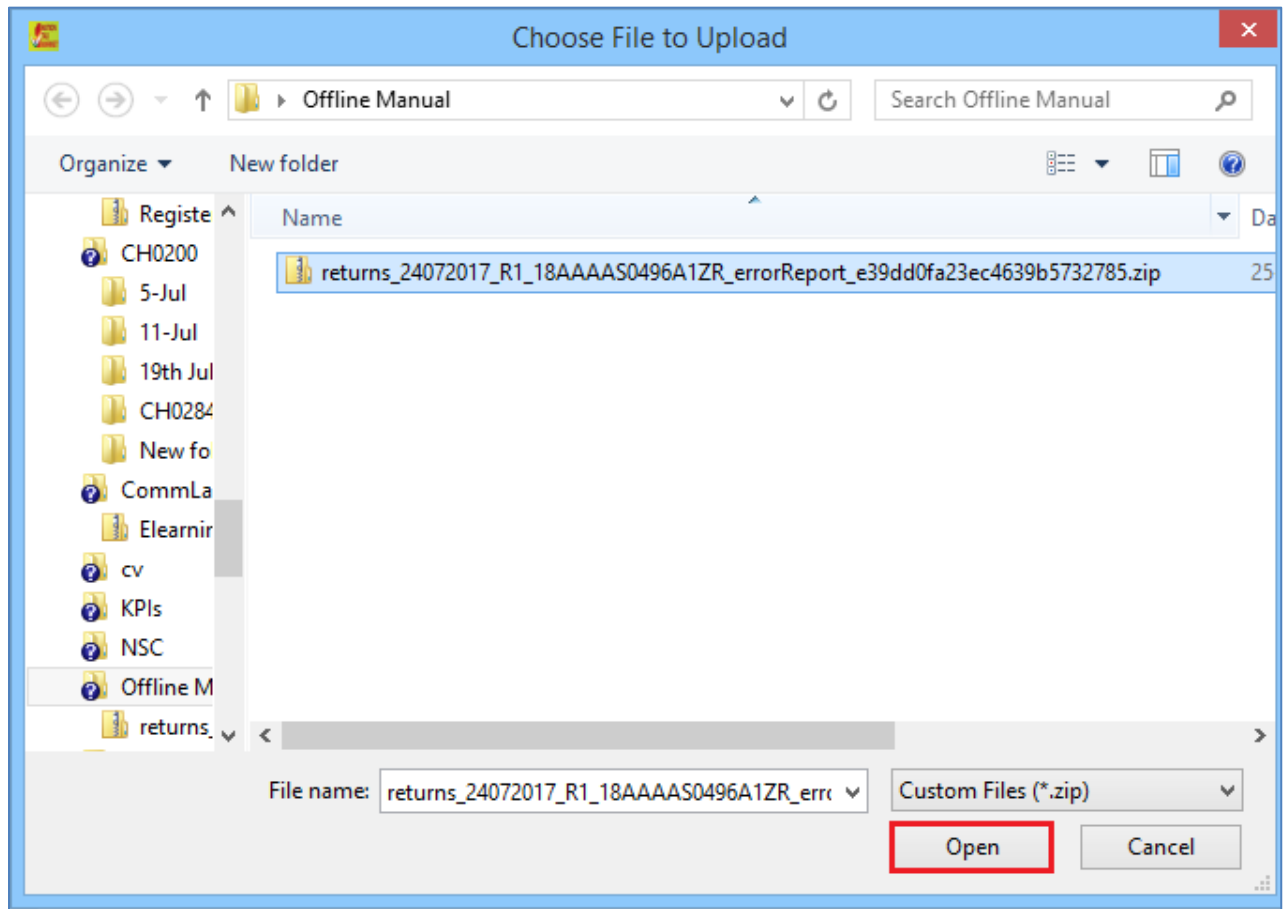 Choose File to Upload
Offline Manual
Search Offline Manual
Organize
New folder
Registe
CH0200
5-Jul
11-Jul
19th Jul
CH0284
New fo
CommLa
Elearnir
cv
KPIs
NSC
Offline M
returns_
Name
Da
returns_24072017_R1_18AAAAS0496A1ZR_errorReport_e39dd0fa23ec4639b5732785.zip
25
File name:
returns_24072017_R1_18AAAAS0496A1ZR_erro
Custom Files (*.zip)
Open
Cancel